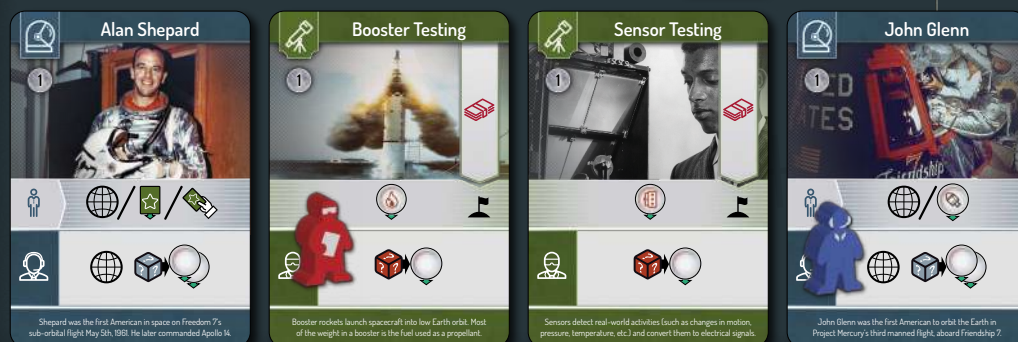 Alan Shepard
1
Shepard was the first American in space on Freedom 7's
sub-orbital flight May 5th, 1961. He later commanded Apollo 14.
Booster Testing
1
? ?
Booster rockets launch spacecraft into low Earth orbit. Most
of the weight in a booster is the fuel used as a propellant.
Sensor Testing
1
? ?
Sensors detect real-world activities (such as changes in motion,
pressure, temperature, etc.) and convert them to electrical signals.
John Glenn
1
ED
ATES
Friendship
John Glenn was the first American to orbit the Earth in
Project Mercury's third manned flight, aboard Friendship 7.